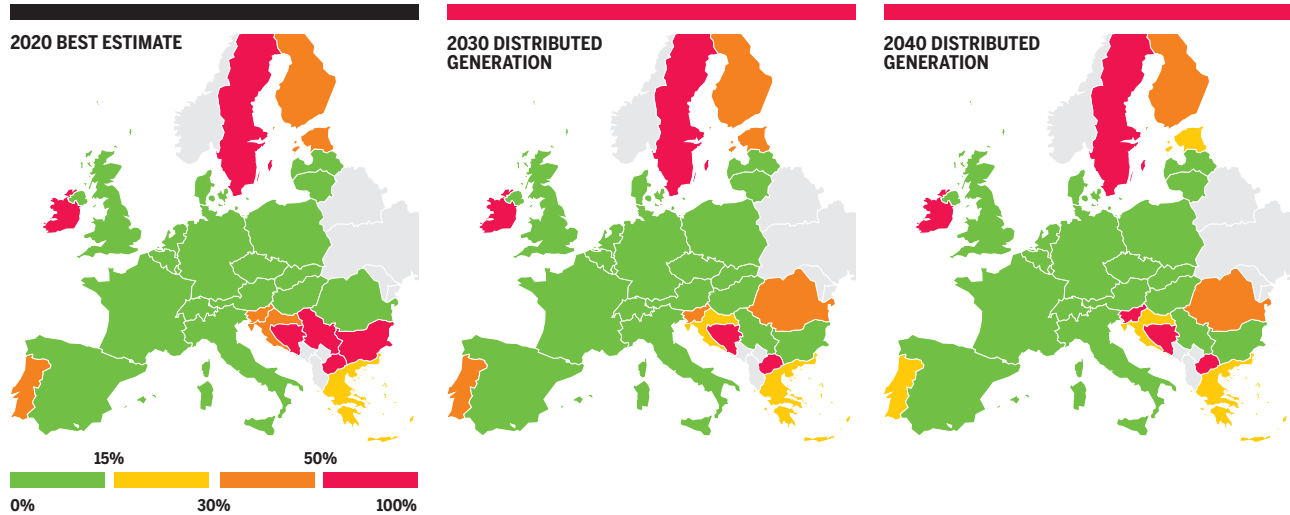 2020 BEST ESTIMATE
2030 DISTRIBUTED
GENERATION
2040 DISTRIBUTED
GENERATION
15%
50%
0%
30%
100%